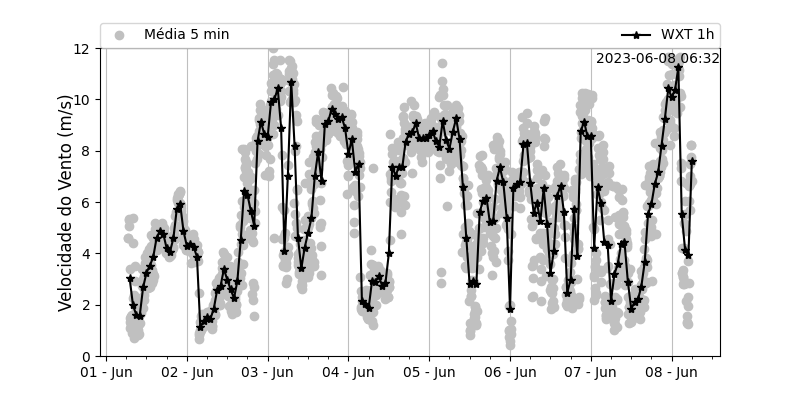 Média 5 min
WXT 1h
2023-06-08 06:32
Velocidade do Vento (m/s)
12
10
8
6
4
2
0
01 - Jun
02 - Jun
03 - Jun
04 - Jun
05 - Jun
06 - Jun
07 - Jun
08 - Jun